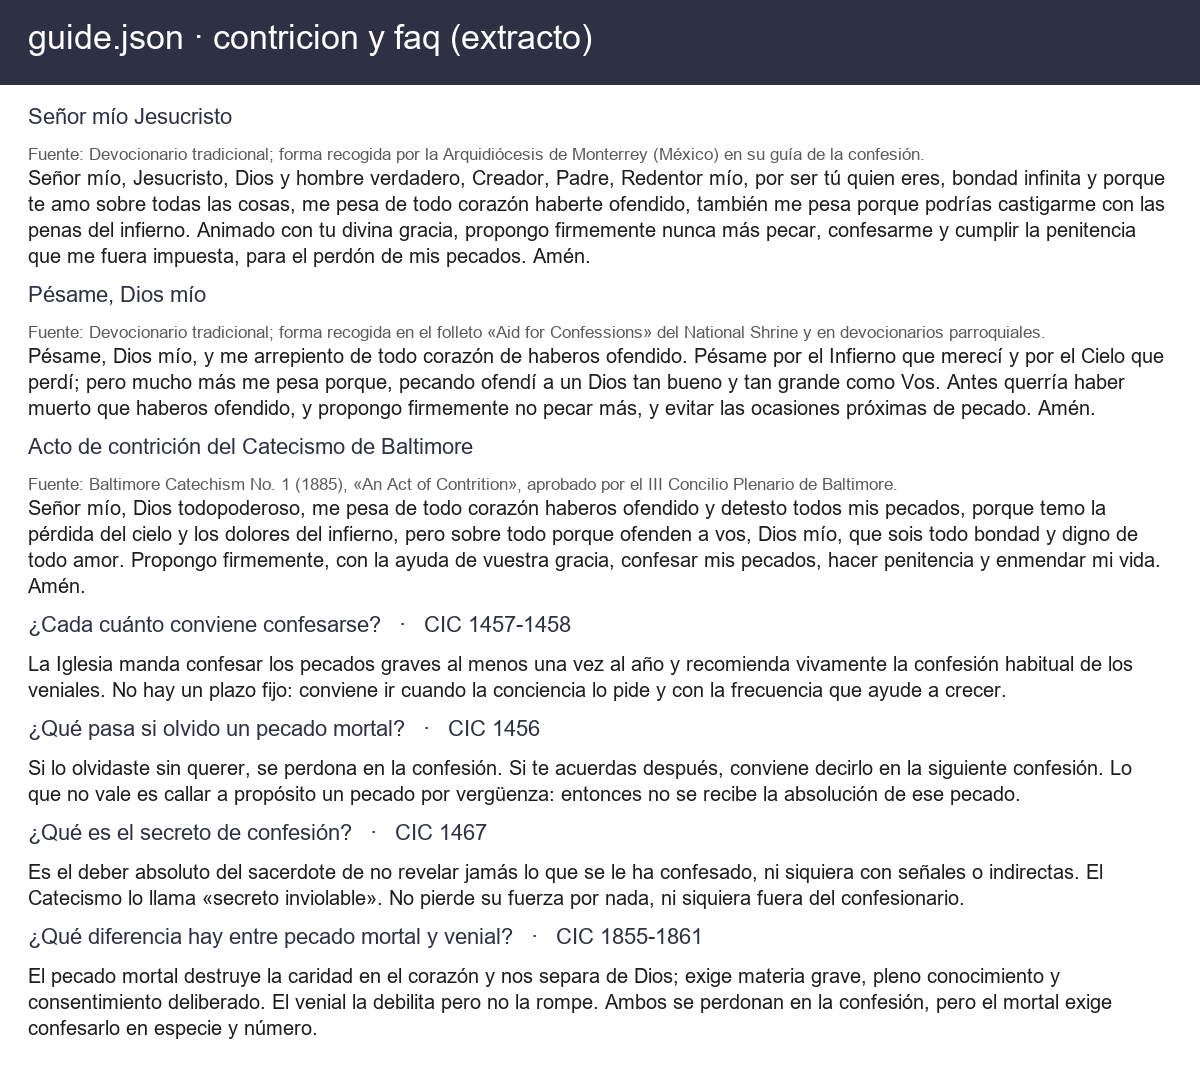 guide.json · contricion y faq (extracto)
Señor mío Jesucristo
Fuente: Devocionario tradicional; forma recogida por la Arquidiócesis de Monterrey (México) en su guía de la confesión.
Señor mío, Jesucristo, Dios y hombre verdadero, Creador, Padre, Redentor mío, por ser tú quien eres, bondad infinita y porque
te amo sobre todas las cosas, me pesa de todo corazón haberte ofendido, también me pesa porque podrías castigarme con las
penas del infierno. Animado con tu divina gracia, propongo firmemente nunca más pecar, confesarme y cumplir la penitencia
que me fuera impuesta, para el perdón de mis pecados. Amén.
Pésame, Dios mío
Fuente: Devocionario tradicional; forma recogida en el folleto «Aid for Confessions» del National Shrine y en devocionarios parroquiales.
Pésame, Dios mío, y me arrepiento de todo corazón de haberos ofendido. Pésame por el Infierno que merecí y por el Cielo que
perdí; pero mucho más me pesa porque, pecando ofendí a un Dios tan bueno y tan grande como Vos. Antes querría haber
muerto que haberos ofendido, y propongo firmemente no pecar más, y evitar las ocasiones próximas de pecado. Amén.
Acto de contrición del Catecismo de Baltimore
Fuente: Baltimore Catechism No. 1 (1885), «An Act of Contrition», aprobado por el III Concilio Plenario de Baltimore.
Señor mío, Dios todopoderoso, me pesa de todo corazón haberos ofendido y detesto todos mis pecados, porque temo la
pérdida del cielo y los dolores del infierno, pero sobre todo porque ofenden a vos, Dios mío, que sois todo bondad y digno de
todo amor. Propongo firmemente, con la ayuda de vuestra gracia, confesar mis pecados, hacer penitencia y enmendar mi vida.
Amén.
¿Cada cuánto conviene confesarse? · CIC 1457-1458
La Iglesia manda confesar los pecados graves al menos una vez al año y recomienda vivamente la confesión habitual de los
veniales. No hay un plazo fijo: conviene ir cuando la conciencia lo pide y con la frecuencia que ayude a crecer.
¿Qué pasa si olvido un pecado mortal? · CIC 1456
Si lo olvidaste sin querer, se perdona en la confesión. Si te acuerdas después, conviene decirlo en la siguiente confesión. Lo
que no vale es callar a propósito un pecado por vergüenza: entonces no se recibe la absolución de ese pecado.
¿Qué es el secreto de confesión? · CIC 1467
Es el deber absoluto del sacerdote de no revelar jamás lo que se le ha confesado, ni siquiera con señales o indirectas. El
Catecismo lo llama «secreto inviolable». No pierde su fuerza por nada, ni siquiera fuera del confesionario.
¿Qué diferencia hay entre pecado mortal y venial? · CIC 1855-1861
El pecado mortal destruye la caridad en el corazón y nos separa de Dios; exige materia grave, pleno conocimiento y
consentimiento deliberado. El venial la debilita pero no la rompe. Ambos se perdonan en la confesión, pero el mortal exige
confesarlo en especie y número.